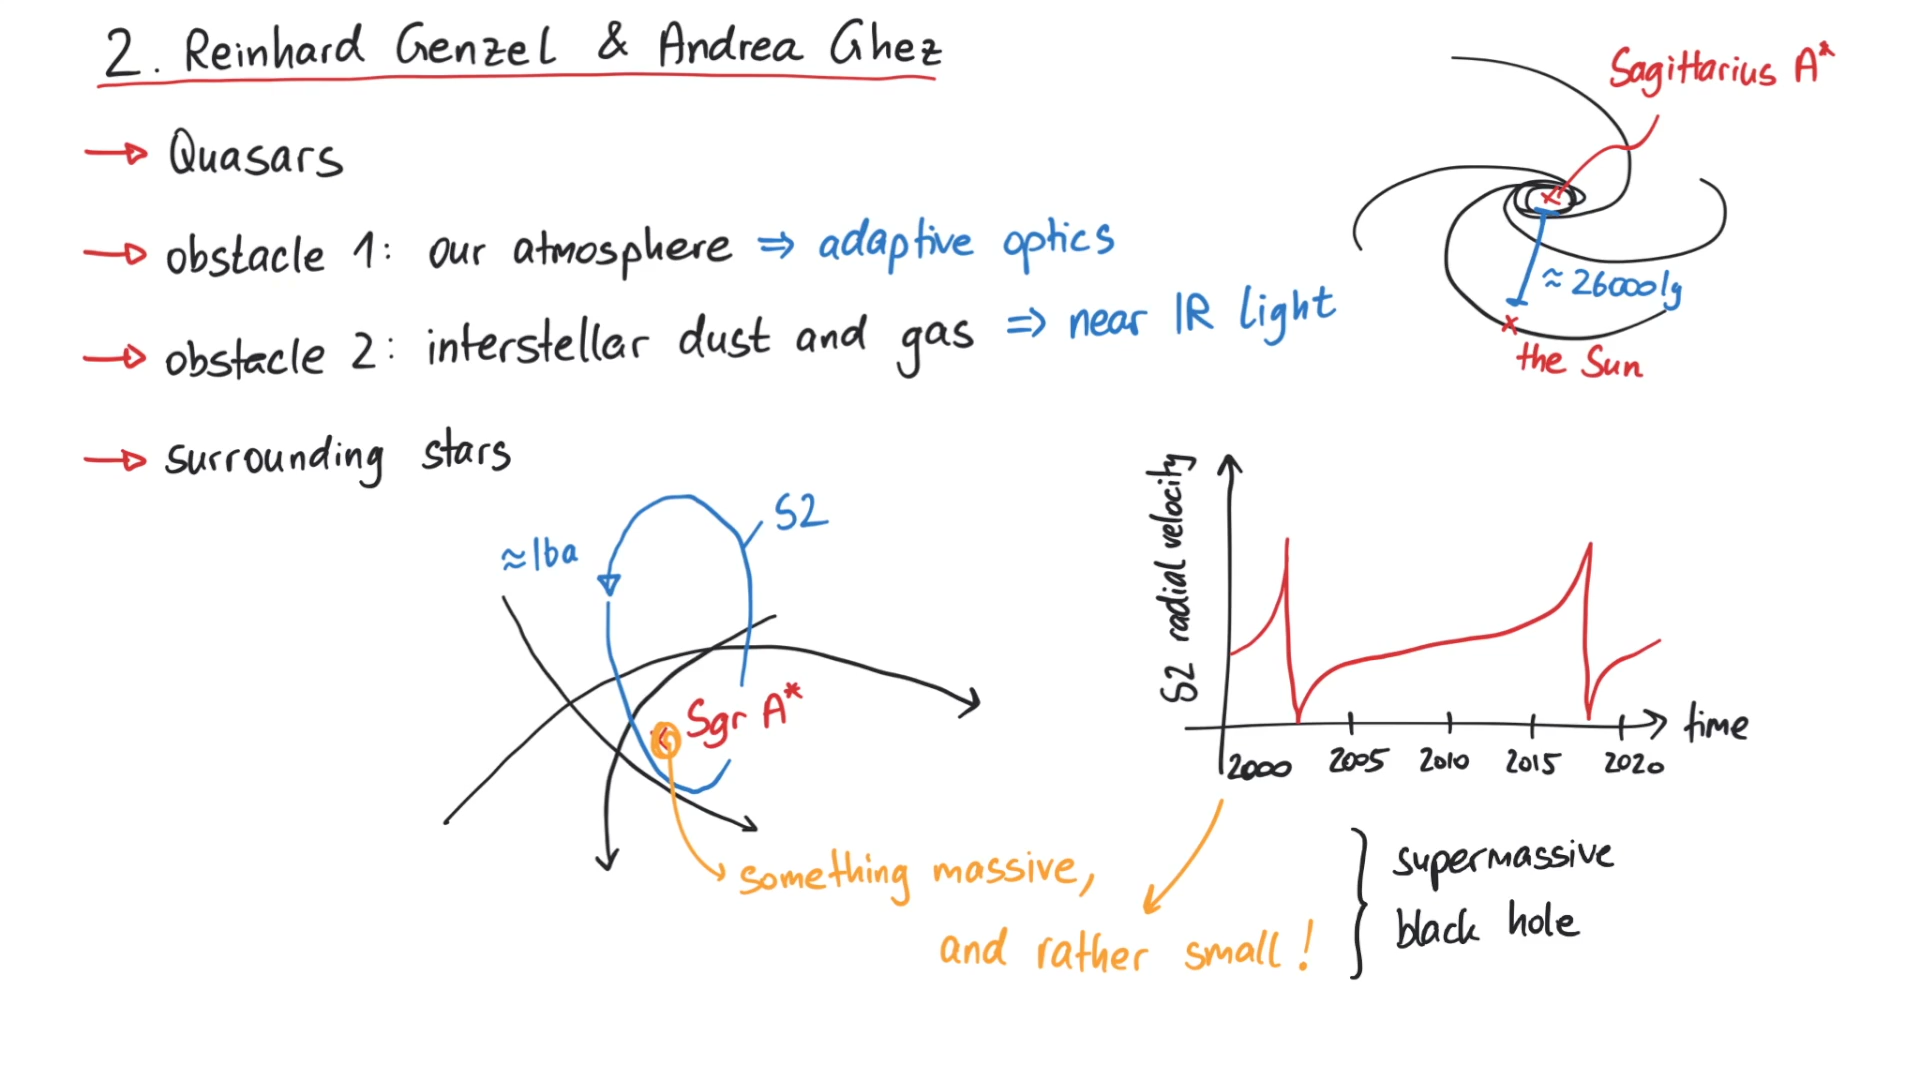 2. Reinhard Genzel & Andrea Ghez
Sagittarius A*
→ Quasars
→ obstacle 1: our atmosphere ⇒ adaptive optics
→ obstacle 2: interstellar dust and gas ⇒ near IR light
≈ 26000 ly
the Sun
→ surrounding stars
S2
≈16a
Sgr A*
S2 radial velocity
time
2000 2005 2010 2015 2020
something massive,
and rather small!
} supermassive
black hole